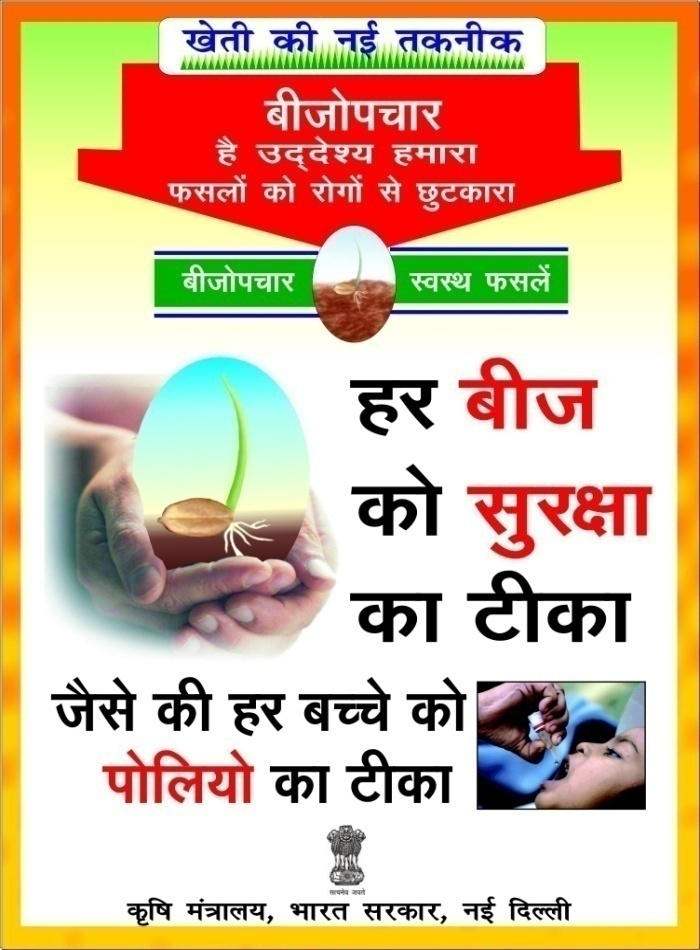 खेती की नई तकनीक
बीजोपचार
है उद्देश्य हमारा
फसलों को रोगों से छुटकारा
बीजोपचार स्वस्थ फसलें
हर बीज
को सुरक्षा
का टीका
जैसे की हर बच्चे को
पोलियो का टीका
सत्यमेव जयते
कृषि मंत्रालय, भारत सरकार, नई दिल्ली